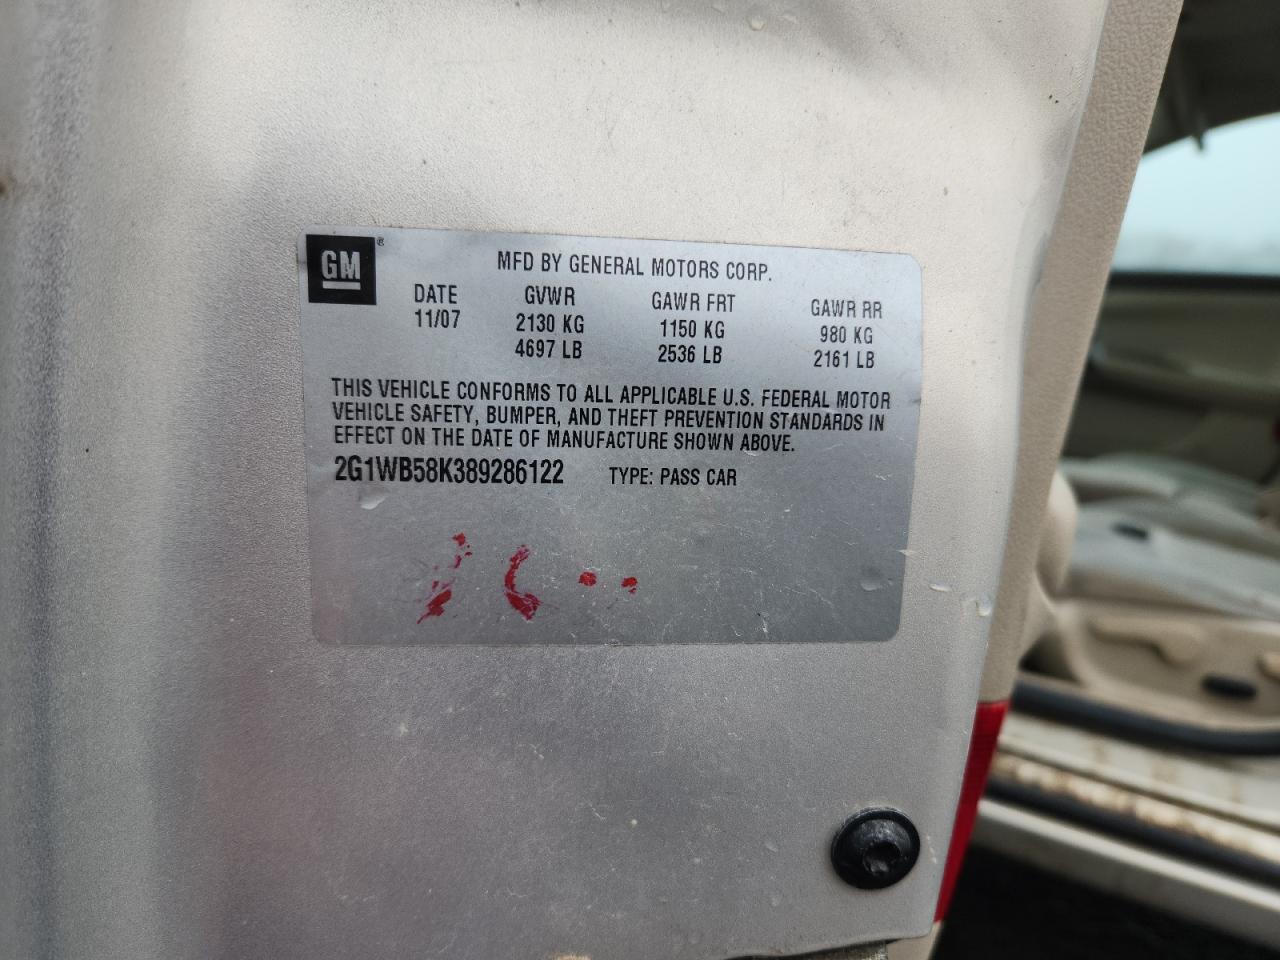 GM®
MFD BY GENERAL MOTORS CORP.
DATE GVWR GAWR FRT GAWR RR
11/07 2130 KG 1150 KG 980 KG
4697 LB 2536 LB 2161 LB
THIS VEHICLE CONFORMS TO ALL APPLICABLE U.S. FEDERAL MOTOR
VEHICLE SAFETY, BUMPER, AND THEFT PREVENTION STANDARDS IN
EFFECT ON THE DATE OF MANUFACTURE SHOWN ABOVE.
2G1WB58K389286122 TYPE: PASS CAR